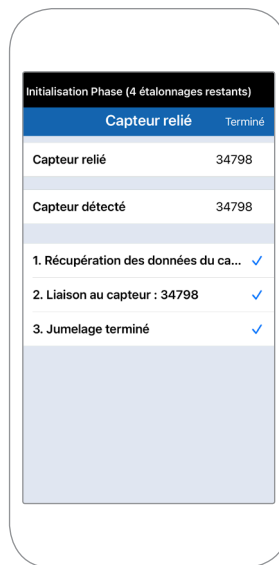 Initialisation Phase (4 étalonnages restants)
Capteur relié Terminé
Capteur relié 34798
Capteur détecté 34798
1. Récupération des données du ca...
2. Liaison au capteur : 34798
3. Jumelage terminé